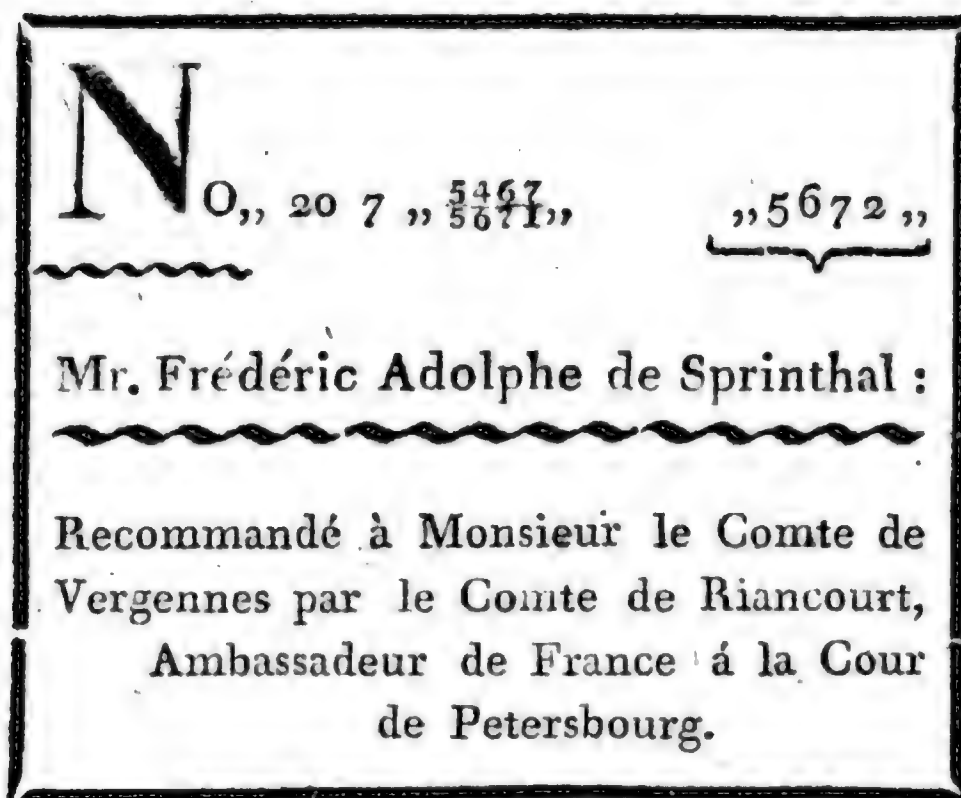 No„ 20 7 „ 5467/5671„ „5672„
Mr. Frédéric Adolphe de Sprinthal :
Recommandé à Monsieur le Comte de
Vergennes par le Comte de Riancourt,
Ambassadeur de France á la Cour
de Petersbourg.